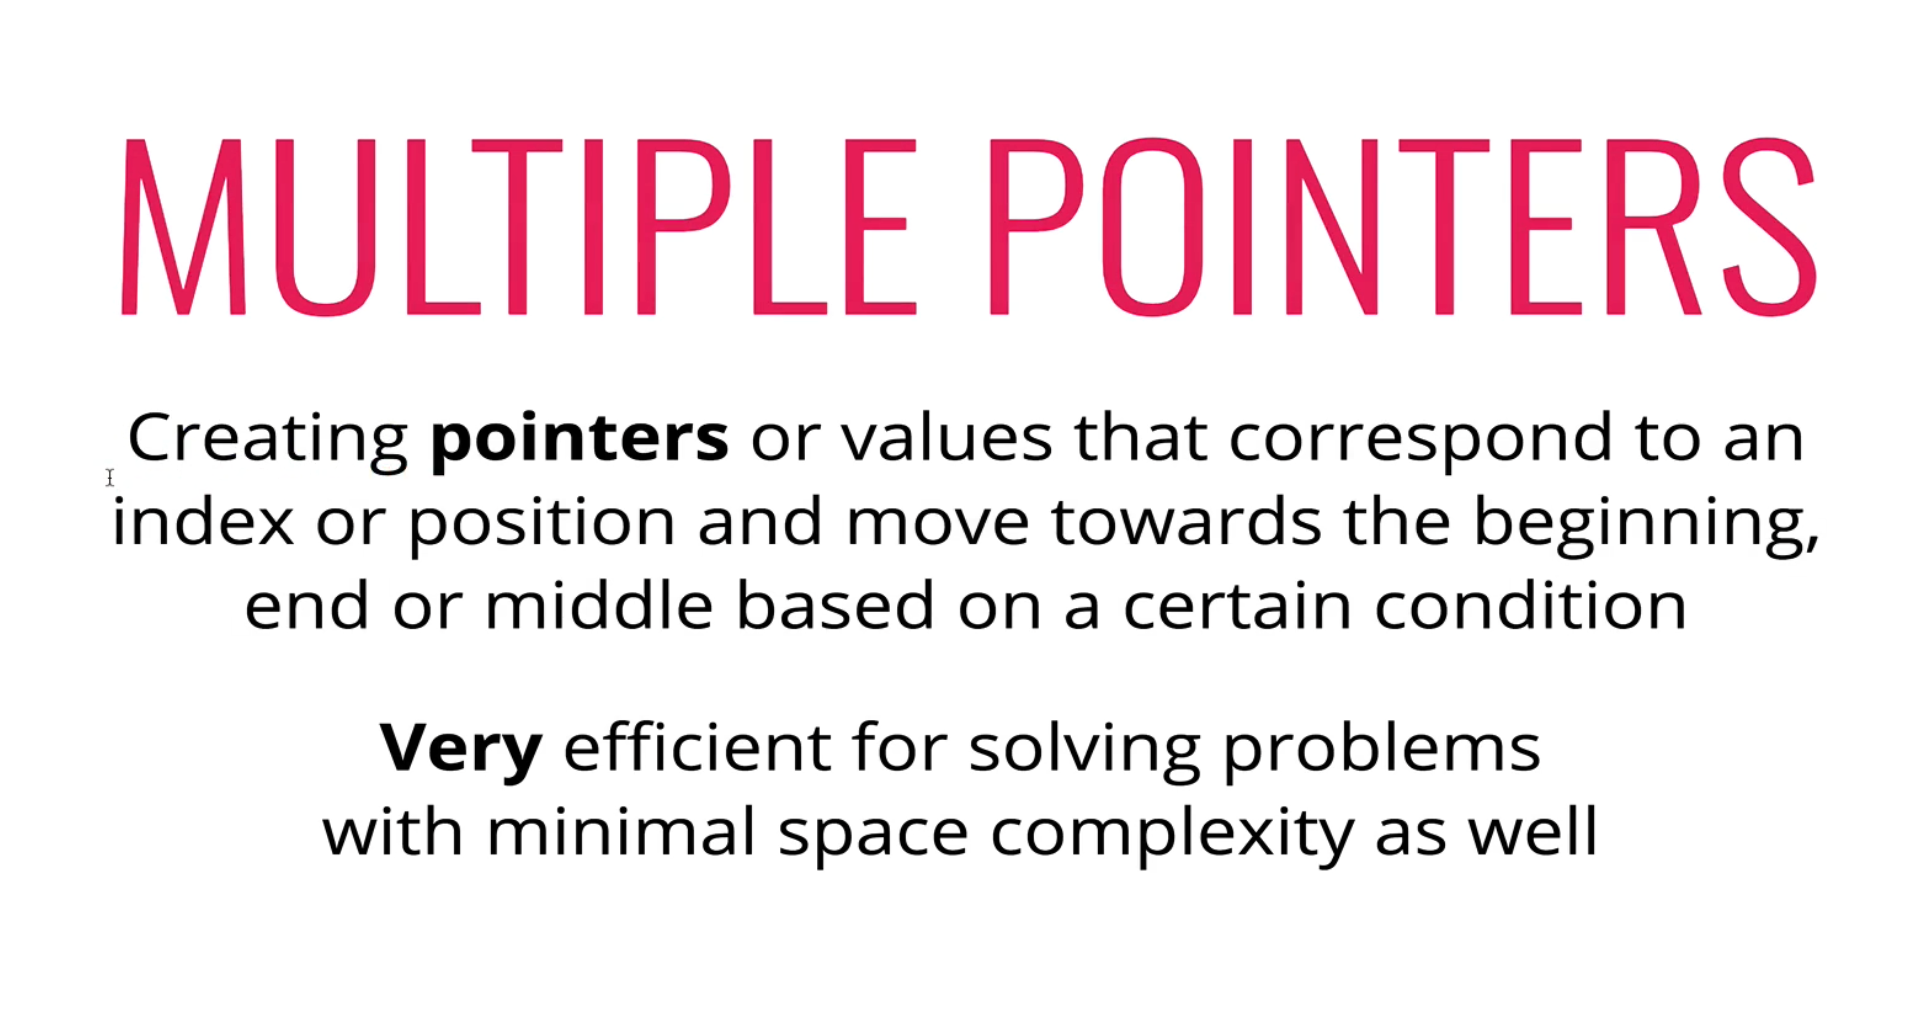 MULTIPLE POINTERS
Creating pointers or values that correspond to an
index or position and move towards the beginning,
end or middle based on a certain condition
Very efficient for solving problems
with minimal space complexity as well